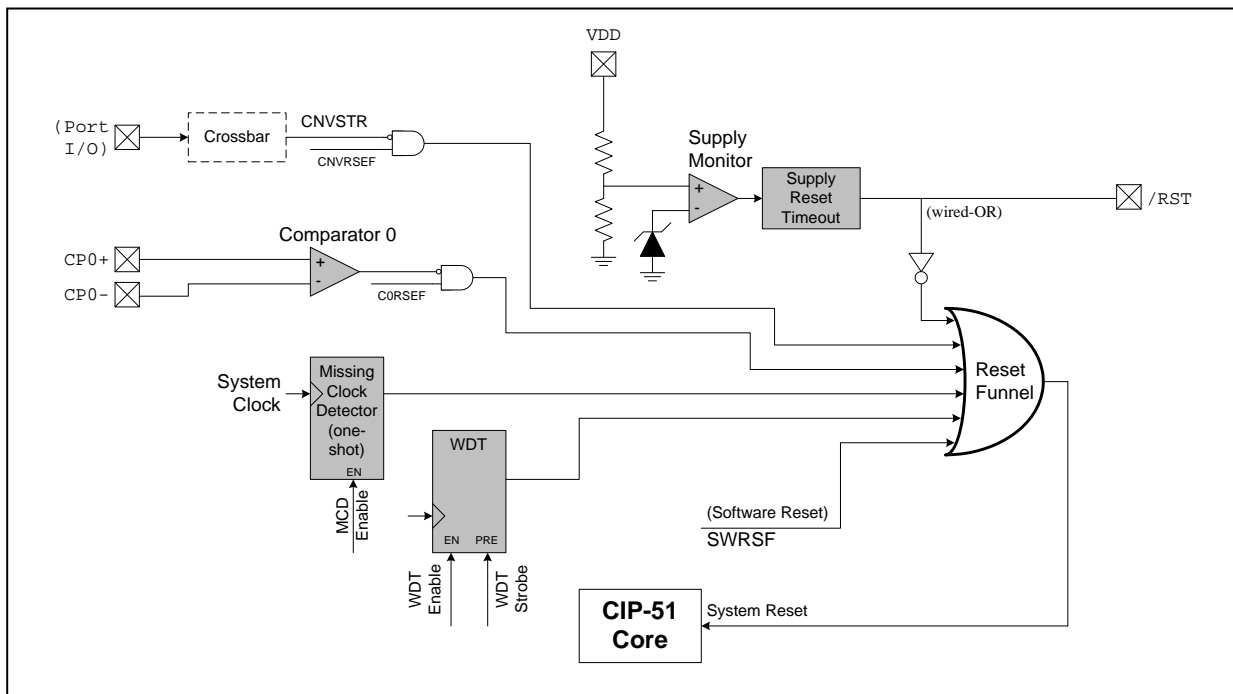 VDD
(Port
I/O)
Crossbar
CNVSTR
CNVRSEF
Supply
Monitor
+
-
Supply
Reset
Timeout
(wired-OR)
/RST
Comparator 0
CP0+
CP0-
+
-
C0RSEF
System
Clock
Missing
Clock
Detector
(one-
shot)
EN
MCD
Enable
WDT
EN
PRE
WDT
Enable
WDT
Strobe
Reset
Funnel
(Software Reset)
SWRSF
CIP-51
Core
System Reset